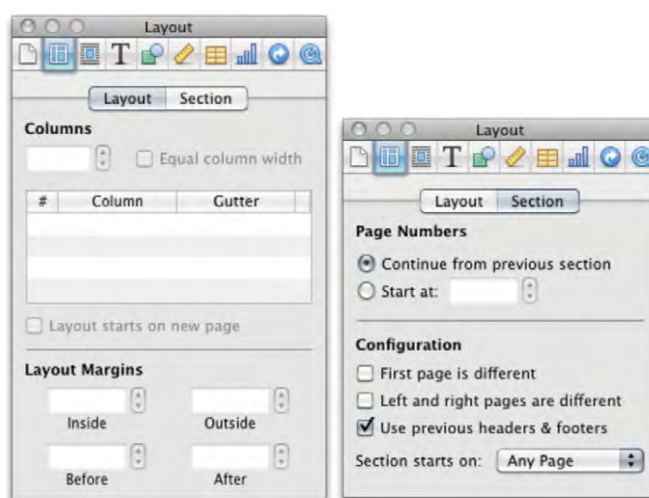 Layout
T
Layout Section
Columns
Equal column width
# Column Gutter
Layout starts on new page
Layout Margins
Inside Outside
Before After
Layout
T
Layout Section
Page Numbers
Continue from previous section
Start at:
Configuration
First page is different
Left and right pages are different
Use previous headers & footers
Section starts on: Any Page